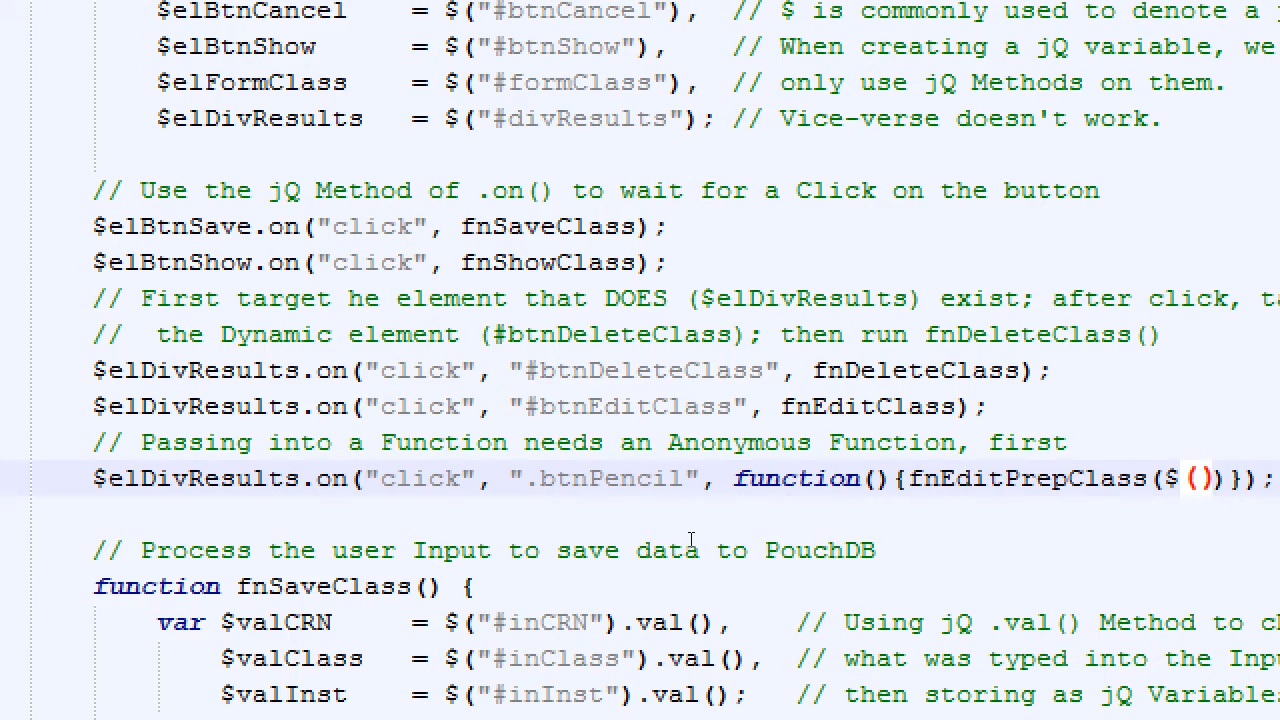 $elBtnCancel = $("#btnCancel"), // $ is commonly used to denote a
$elBtnShow = $("#btnShow"), // When creating a jQ variable, we
$elFormClass = $("#formClass"), // only use jQ Methods on them.
$elDivResults = $("#divResults"); // Vice-verse doesn't work.
// Use the jQ Method of .on() to wait for a Click on the button
$elBtnSave.on("click", fnSaveClass);
$elBtnShow.on("click", fnShowClass);
// First target he element that DOES ($elDivResults) exist; after click,
// the Dynamic element (#btnDeleteClass); then run fnDeleteClass()
$elDivResults.on("click", "#btnDeleteClass", fnDeleteClass);
$elDivResults.on("click", "#btnEditClass", fnEditClass);
// Passing into a Function needs an Anonymous Function, first
$elDivResults.on("click", ".btnPencil", function(){fnEditPrepClass($())});
// Process the user Input to save data to PouchDB
function fnSaveClass() {
var $valCRN = $("#inCRN").val(), // Using jQ .val() Method to
$valClass = $("#inClass").val(), // what was typed into the
$valInst = $("#inInst").val(); // then storing as jQ